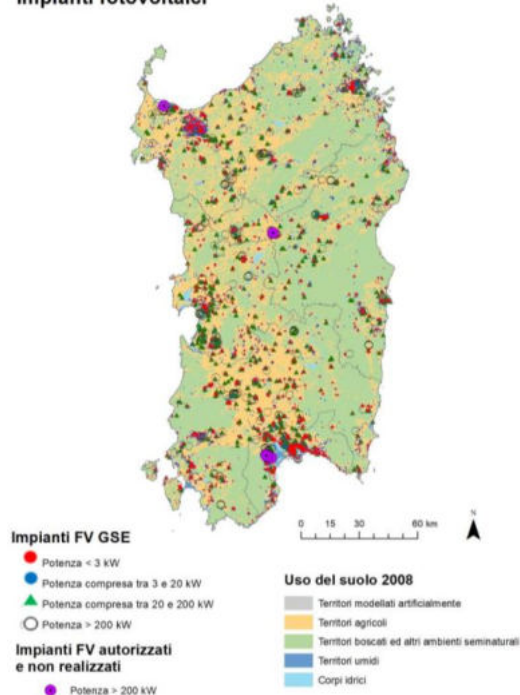 Impianti fotovoltaici
0 15 30 60 km
N
Impianti FV GSE
Potenza < 3 kW
Potenza compresa tra 3 e 20 kW
Potenza compresa tra 20 e 200 kW
Potenza > 200 kW
Impianti FV autorizzati
e non realizzati
Potenza > 200 kW
Uso del suolo 2008
Territori modellati artificialmente
Territori agricoli
Territori boscati ed altri ambienti seminaturali
Territori umidi
Corpi idrici